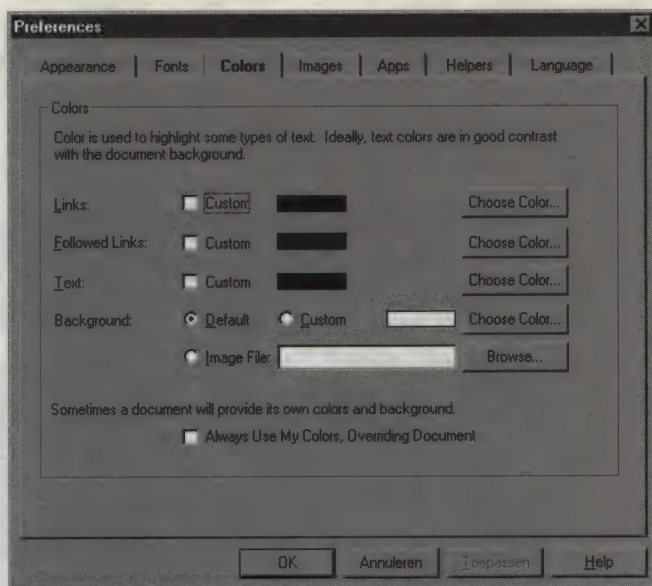 Preferences
Appearance Fonts Colors Images Apps Helpers Language
Colors
Color is used to highlight some types of text. Ideally, text colors are in good contrast
with the document background.
Links: Custom Choose Color...
Followed Links: Custom Choose Color...
Text: Custom Choose Color...
Background: Default Custom Choose Color...
Image File: Browse...
Sometimes a document will provide its own colors and background.
Always Use My Colors, Overriding Document
OK Annuleren Toepassen Help